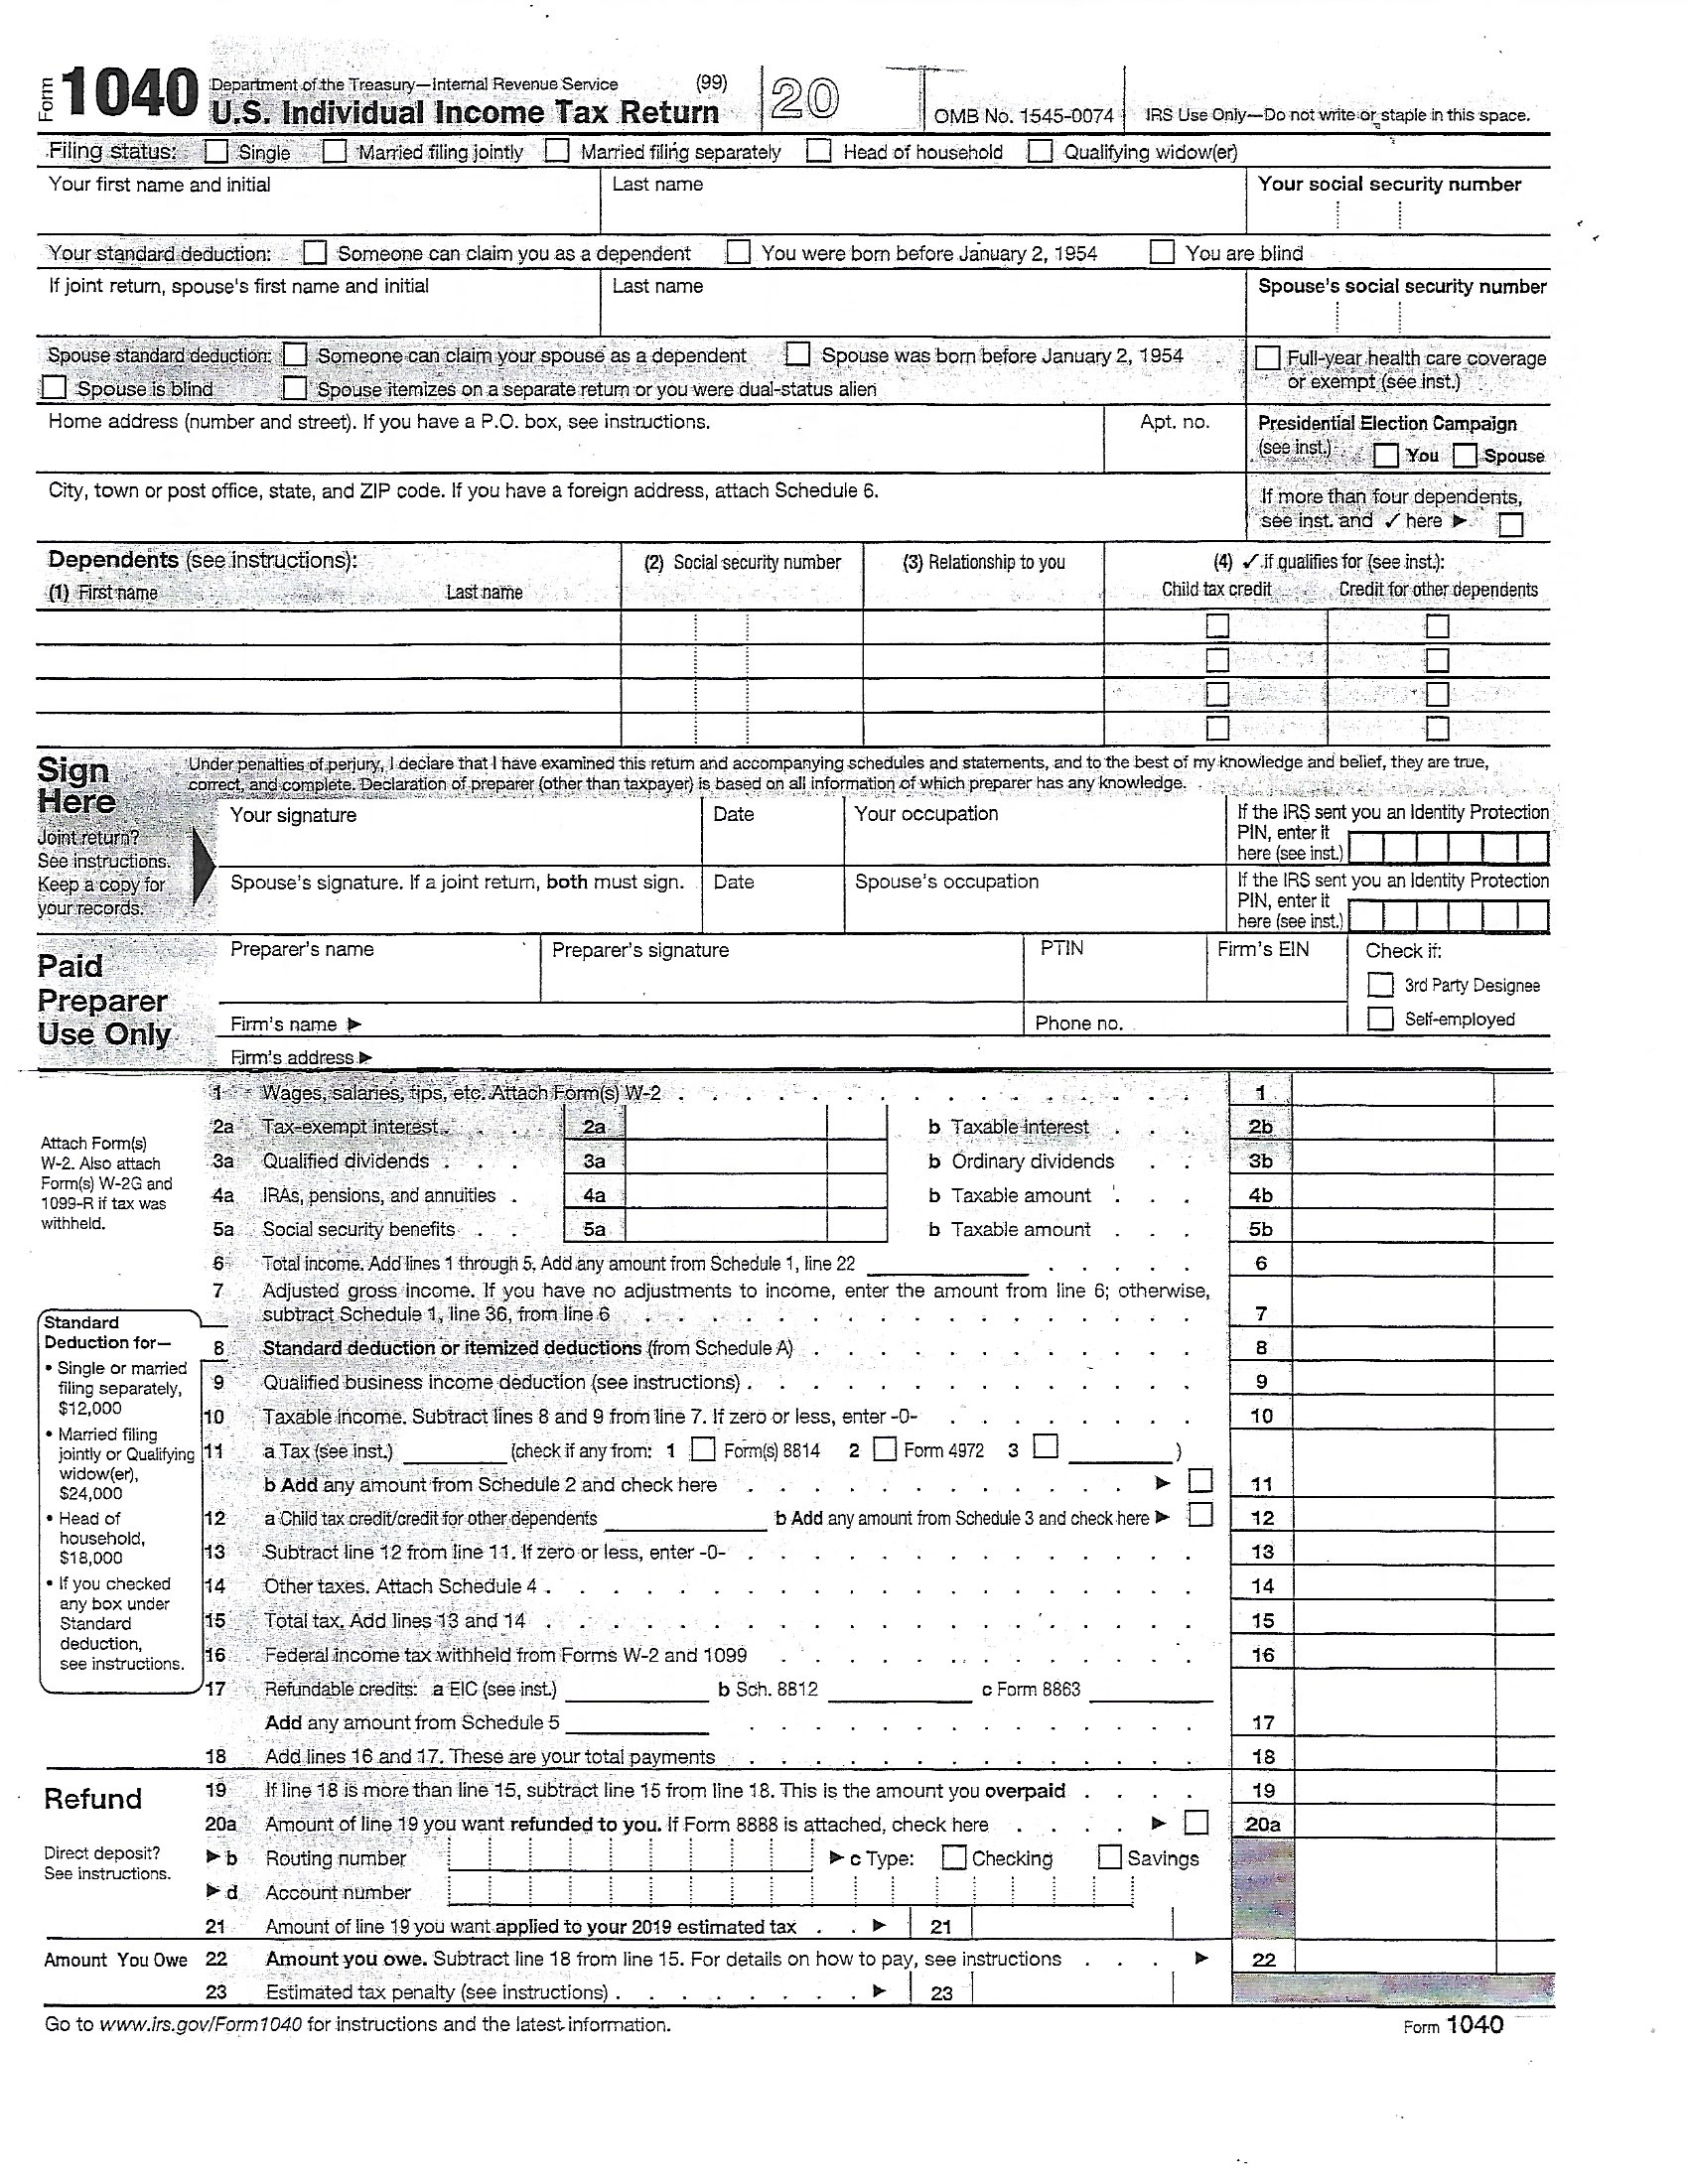 Form 1040 Department of the Treasury—Internal Revenue Service (99)
U.S. Individual Income Tax Return 20 OMB No. 1545-0074 IRS Use Only—Do not write or staple in this space.
Filing status: Single Married filing jointly Married filing separately Head of household Qualifying widow(er)
Your first name and initial Last name Your social security number
Your standard deduction: Someone can claim you as a dependent You were born before January 2, 1954 You are blind
If joint return, spouse's first name and initial Last name Spouse's social security number
Spouse standard deduction: Someone can claim your spouse as a dependent Spouse was born before January 2, 1954 Full-year health care coverage
Spouse is blind Spouse itemizes on a separate return or you were dual-status alien or exempt (see inst.)
Home address (number and street). If you have a P.O. box, see instructions. Apt. no. Presidential Election Campaign
(see inst.) You Spouse
City, town or post office, state, and ZIP code. If you have a foreign address, attach Schedule 6. If more than four dependents,
see inst. and ✓ here ►
Dependents (see instructions): (2) Social security number (3) Relationship to you (4) ✓ if qualifies for (see inst.):
(1) First name Last name Child tax credit Credit for other dependents
Sign
Here
Under penalties of perjury, I declare that I have examined this return and accompanying schedules and statements, and to the best of my knowledge and belief, they are true,
correct, and complete. Declaration of preparer (other than taxpayer) is based on all information of which preparer has any knowledge.
Joint return?
See instructions.
Keep a copy for
your records.
Your signature Date Your occupation If the IRS sent you an Identity Protection
PIN, enter it
here (see inst.)
Spouse's signature. If a joint return, both must sign. Date Spouse's occupation If the IRS sent you an Identity Protection
PIN, enter it
here (see inst.)
Paid
Preparer
Use Only
Preparer's name Preparer's signature PTIN Firm's EIN Check if:
3rd Party Designee
Self-employed
Firm's name ► Phone no.
Firm's address ►
Attach Form(s)
W-2. Also attach
Form(s) W-2G and
1099-R if tax was
withheld.
1 Wages, salaries, tips, etc. Attach Form(s) W-2 . . . . . . . . . . . . . . . 1
2a Tax-exempt interest . . . 2a b Taxable interest . . . 2b
3a Qualified dividends . . . 3a b Ordinary dividends . . 3b
4a IRAs, pensions, and annuities . 4a b Taxable amount . . . 4b
5a Social security benefits . . 5a b Taxable amount . . . 5b
6 Total income. Add lines 1 through 5. Add any amount from Schedule 1, line 22 . . . . . 6
7 Adjusted gross income. If you have no adjustments to income, enter the amount from line 6; otherwise,
subtract Schedule 1, line 36, from line 6 . . . . . . . . . . . . . . . 7
Standard
Deduction for—
• Single or married
filing separately,
$12,000
• Married filing
jointly or Qualifying
widow(er),
$24,000
• Head of
household,
$18,000
• If you checked
any box under
Standard
deduction,
see instructions.
8 Standard deduction or itemized deductions (from Schedule A) . . . . . . . . . . . . 8
9 Qualified business income deduction (see instructions) . . . . . . . . . . . . . 9
10 Taxable income. Subtract lines 8 and 9 from line 7. If zero or less, enter -0- . . . . . . . . 10
11 a Tax (see inst.) (check if any from: 1 Form(s) 8814 2 Form 4972 3 )
b Add any amount from Schedule 2 and check here . . . . . . . . . . . . ► 11
12 a Child tax credit/credit for other dependents b Add any amount from Schedule 3 and check here ► 12
13 Subtract line 12 from line 11. If zero or less, enter -0- . . . . . . . . . . . . . . 13
14 Other taxes. Attach Schedule 4 . . . . . . . . . . . . . . . . . . . . 14
15 Total tax. Add lines 13 and 14 . . . . . . . . . . . . . . . . . . . . 15
16 Federal income tax withheld from Forms W-2 and 1099 . . . . . . . . . . . . . 16
17 Refundable credits: a EIC (see inst.) b Sch. 8812 c Form 8863
Add any amount from Schedule 5 . . . . . . . . . . . . . . 17
18 Add lines 16 and 17. These are your total payments . . . . . . . . . . . . . . 18
Refund
19 If line 18 is more than line 15, subtract line 15 from line 18. This is the amount you overpaid . . . . 19
20a Amount of line 19 you want refunded to you. If Form 8888 is attached, check here . . . . ► 20a
Direct deposit?
See instructions.
► b Routing number ► c Type: Checking Savings
► d Account number
21 Amount of line 19 you want applied to your 2019 estimated tax . . ► 21
Amount You Owe 22 Amount you owe. Subtract line 18 from line 15. For details on how to pay, see instructions . . . ► 22
23 Estimated tax penalty (see instructions) . . . . . . . . ► 23
Go to www.irs.gov/Form1040 for instructions and the latest information. Form 1040